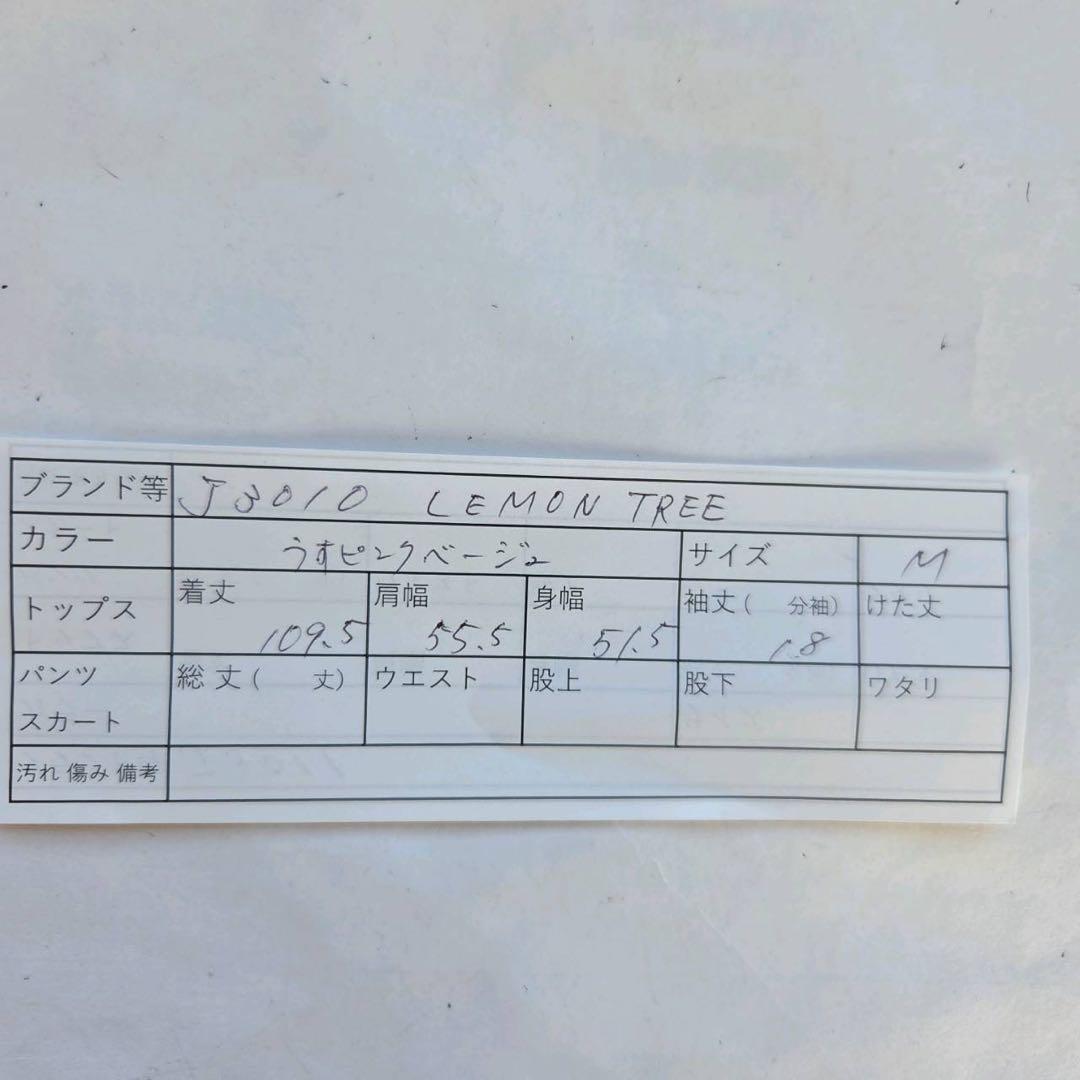 ブランド等 J3010 LEMON TREE
カラー うすピンクベージュ サイズ M
トップス 着丈 109.5 肩幅 55.5 身幅 51.5 袖丈( 分袖) 18 けた丈
パンツ スカート 総丈( 丈) ウエスト 股上 股下 ワタリ
汚れ 傷み 備考